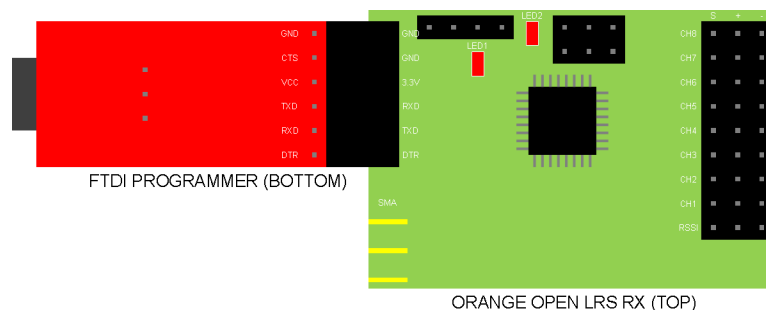 S + -
GND GND LED2 CH8
LED1
CTS GND CH7
VCC 3.3V CH6
TXD RXD CH5
RXD TXD CH4
DTR DTR CH3
CH2
FTDI PROGRAMMER (BOTTOM)
SMA CH1
RSSI
ORANGE OPEN LRS RX (TOP)